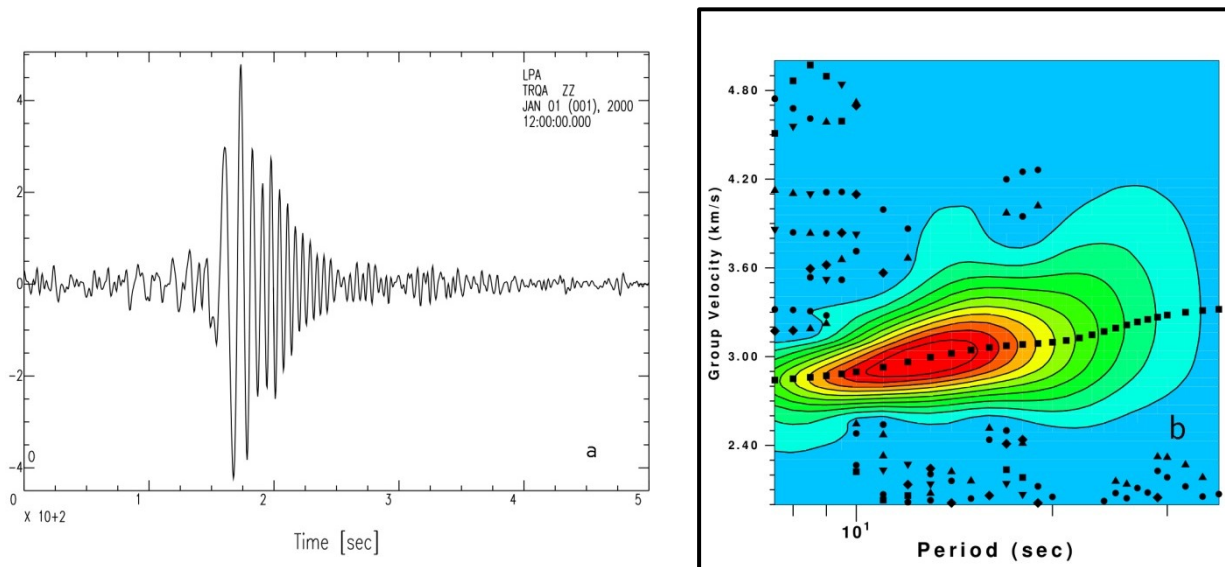 LPA
TRQA ZZ
JAN 01 (001), 2000
12:00:00.000
4
2
0
-2
-4
0
a
0 1 2 3 4 5
X 10+2
Time [sec]
Group Velocity (km/s)
4.80
4.20
3.60
3.00
2.40
b
10¹
Period (sec)